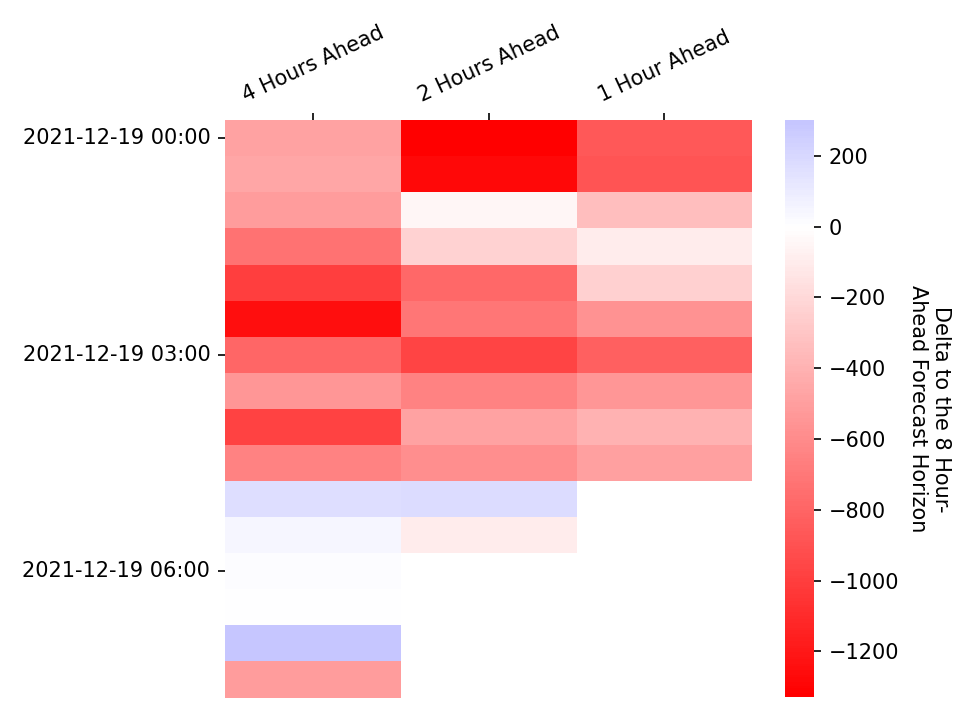 4 Hours Ahead
2 Hours Ahead
1 Hour Ahead
2021-12-19 00:00
2021-12-19 03:00
2021-12-19 06:00
200
0
−200
−400
−600
−800
−1000
−1200
Delta to the 8 Hour-
Ahead Forecast Horizon